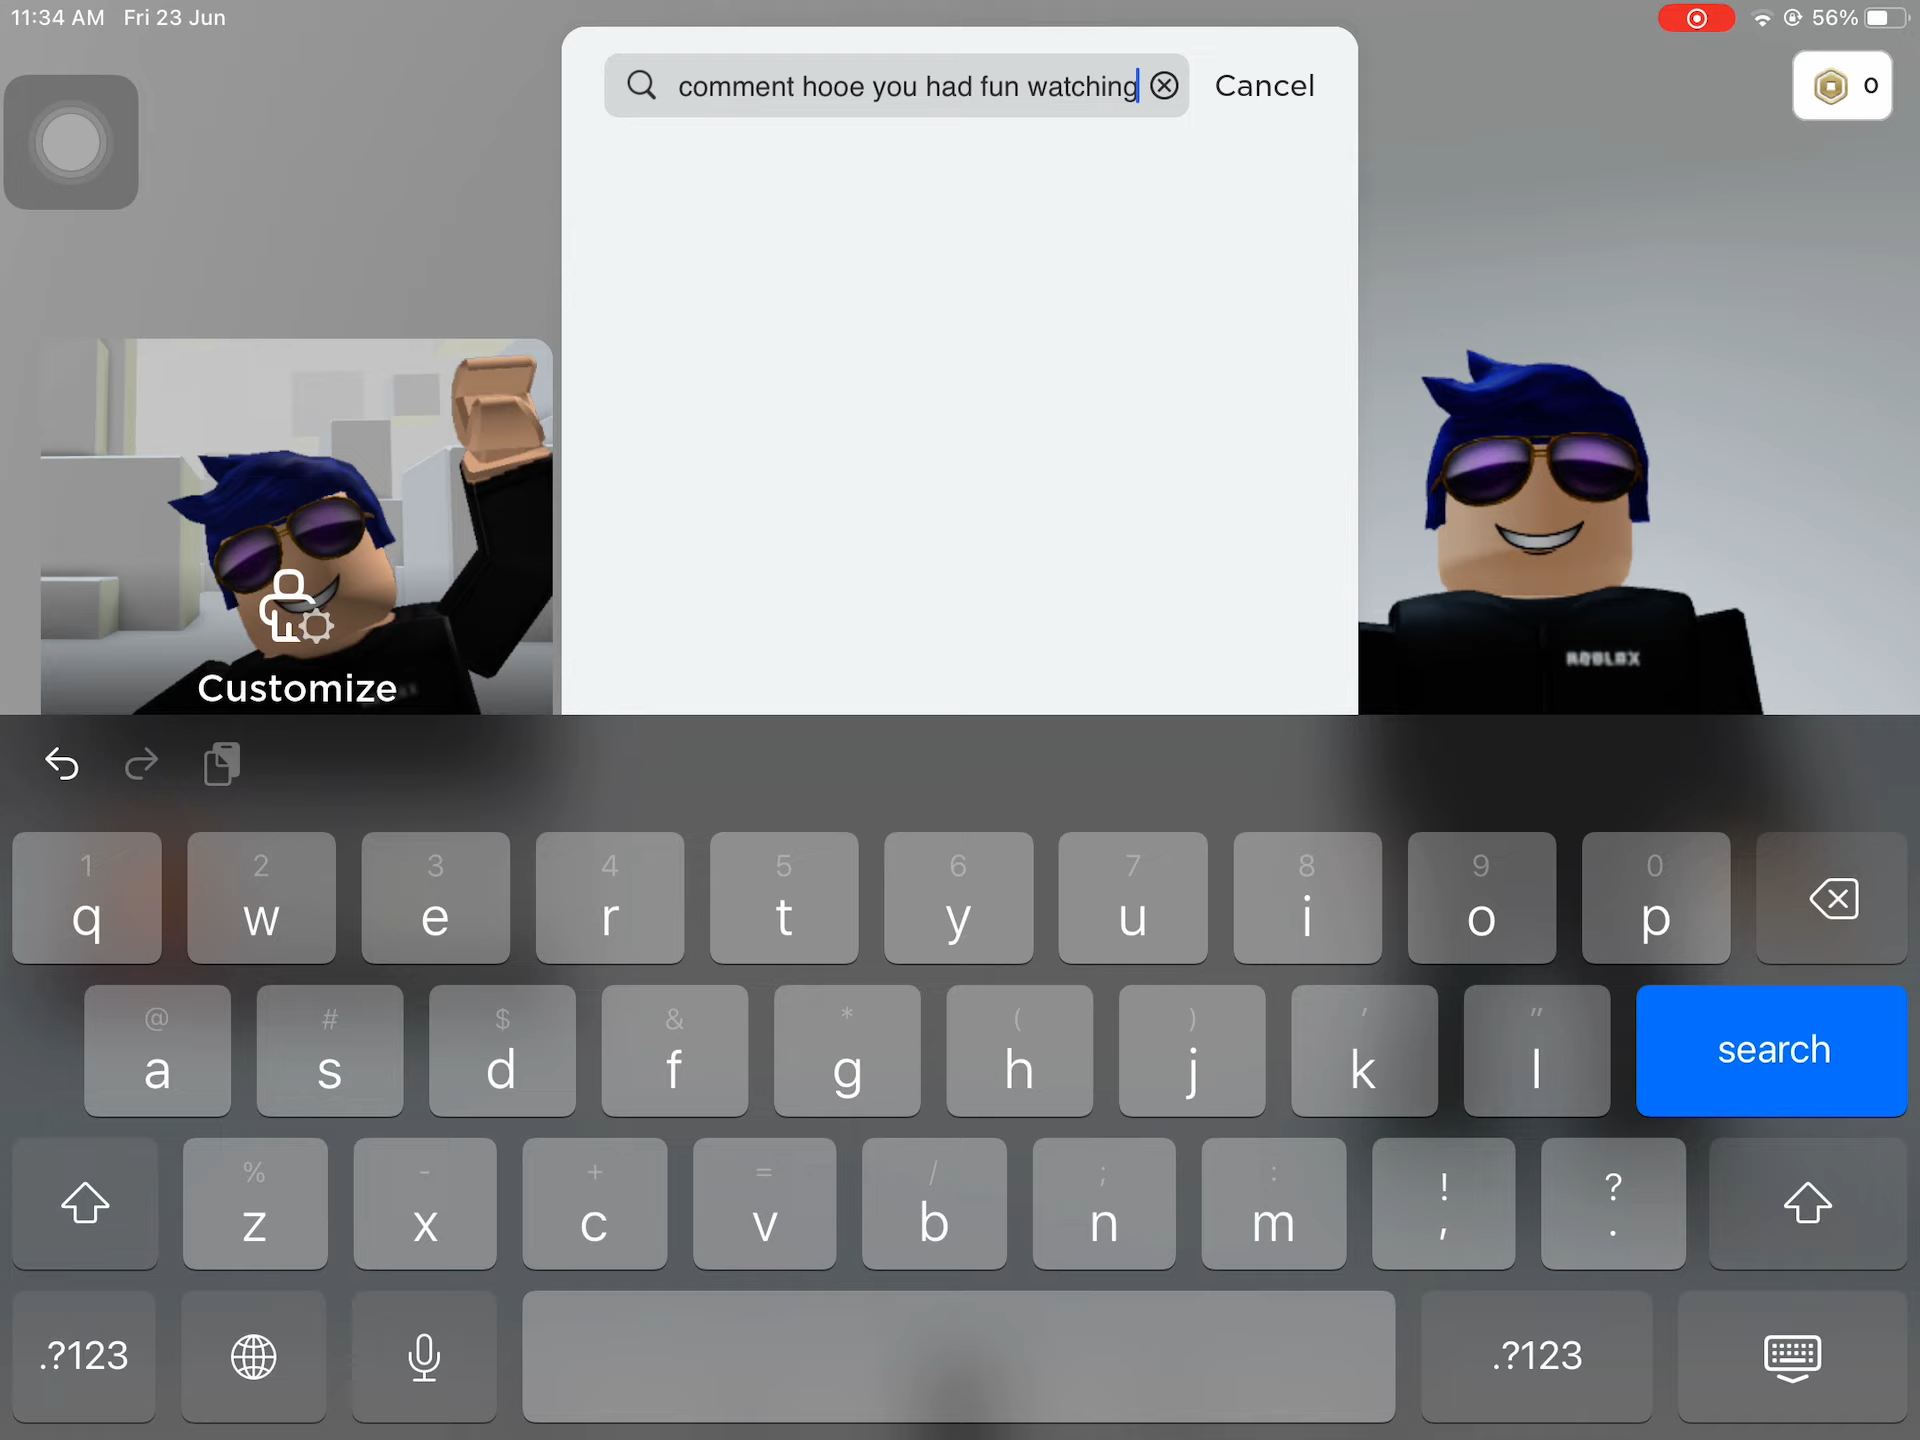 11:34 AM Fri 23 Jun
56%
comment hooe you had fun watching
Cancel
0
ROBLOX
Customize
1 2 3 4 5 6 7 8 9 0
q w e r t y u i o p
@ # $ & * ( ) ' "
a s d f g h j k l search
% - + = / ; : ! ?
z x c v b n m , .
.?123 .?123